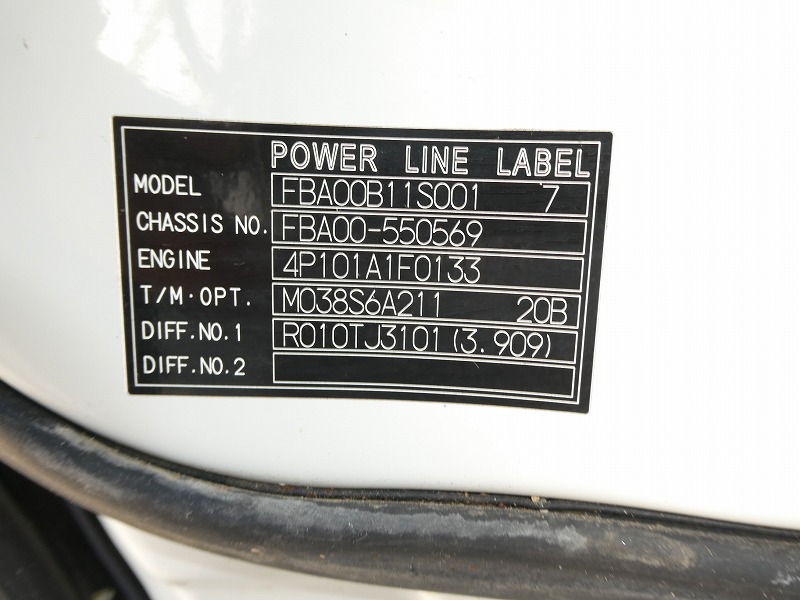 POWER LINE LABEL
MODEL FBA00B11S001 7
CHASSIS NO. FBA00-550569
ENGINE 4P101A1F0133
T/M·OPT. M038S6A211 20B
DIFF.NO.1 R010TJ3101(3.909)
DIFF.NO.2